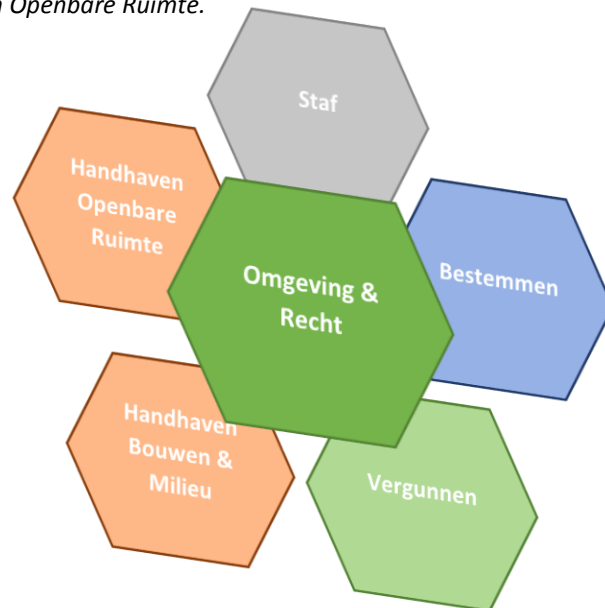 Openbare Ruimte.
Staf
Handhaven
Openbare
Ruimte
Omgeving &
Recht
Bestemmen
Handhaven
Bouwen &
Milieu
Vergunnen